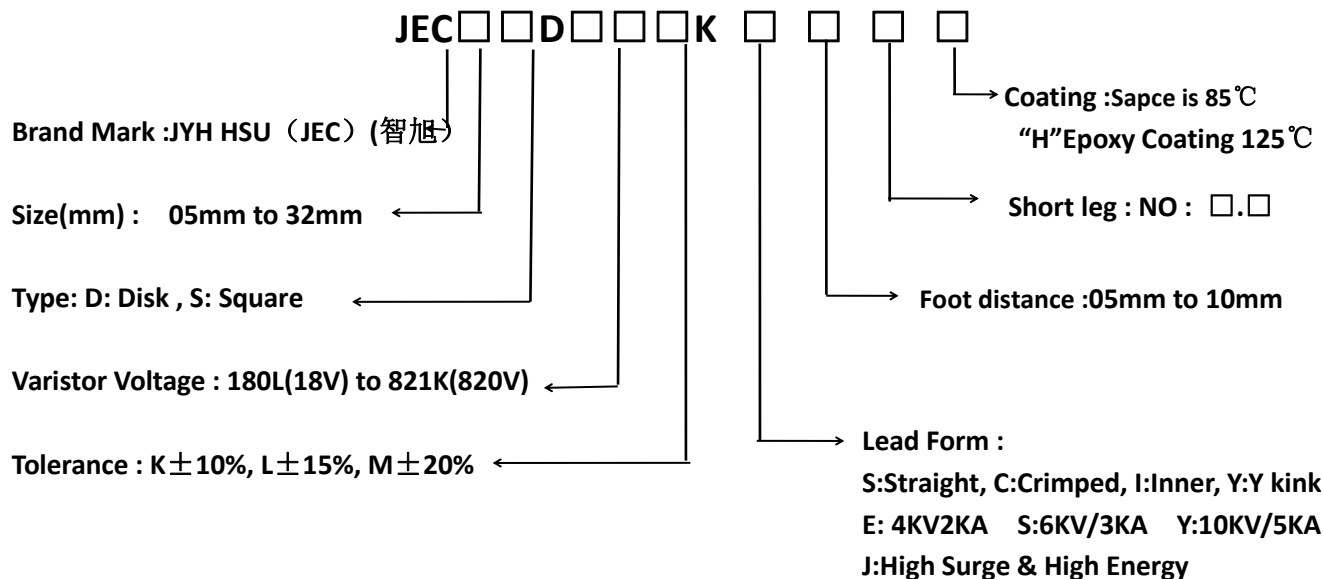 JEC□□D□□□K □ □ □ □
Brand Mark :JYH HSU（JEC）(智旭）
Size(mm) : 05mm to 32mm
Type: D: Disk , S: Square
Varistor Voltage : 180L(18V) to 821K(820V)
Tolerance : K±10%, L±15%, M±20%
Coating :Sapce is 85℃
“H”Epoxy Coating 125℃
Short leg : NO : □.□
Foot distance :05mm to 10mm
Lead Form :
S:Straight, C:Crimped, I:Inner, Y:Y kink
E: 4KV2KA S:6KV/3KA Y:10KV/5KA
J:High Surge & High Energy